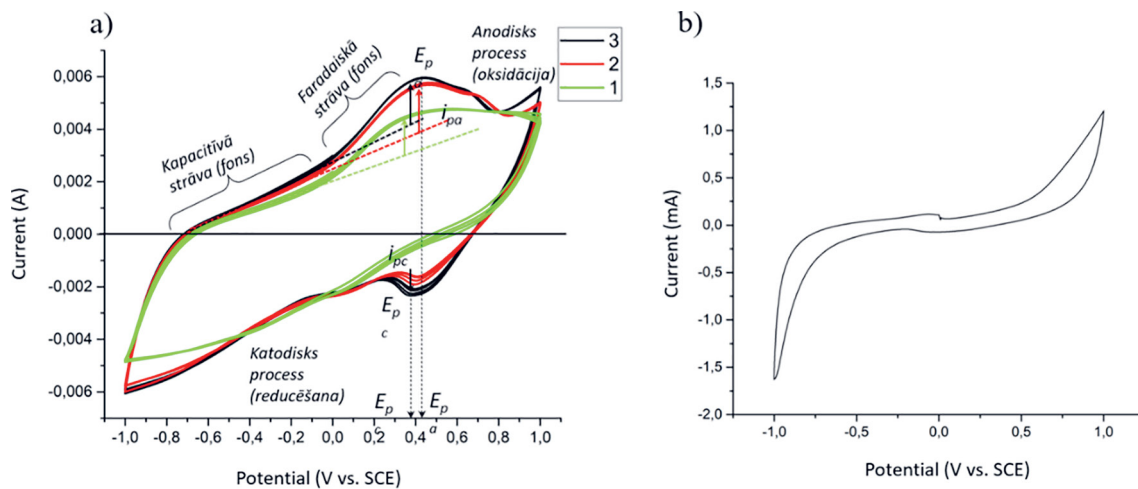 a)
Kapacitīvā
strāva (fons)
Faradaiskā
strāva (fons)
E_p
a
Anodisks
process
(oksidācija)
3
2
1
i_pa
i_pc
E_p
c
Katodisks
process
(reducēšana)
E_p
E_p
a
Current (A)
0,006
0,004
0,002
0,000
-0,002
-0,004
-0,006
-1,0 -0,8 -0,6 -0,4 -0,2 0,0 0,2 0,4 0,6 0,8 1,0
Potential (V vs. SCE)
b)
Current (mA)
1,5
1,0
0,5
0,0
-0,5
-1,0
-1,5
-2,0
-1,0 -0,5 0,0 0,5 1,0
Potential (V vs. SCE)